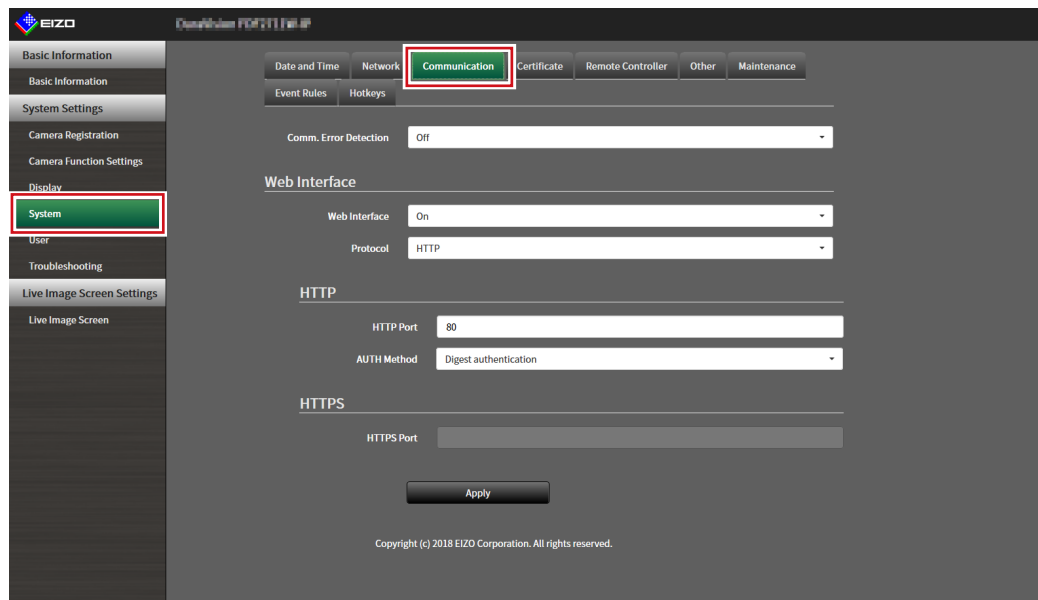 EIZO
Basic Information
Basic Information
System Settings
Camera Registration
Camera Function Settings
Display
System
User
Troubleshooting
Live Image Screen Settings
Live Image Screen
Date and Time Network Communication Certificate Remote Controller Other Maintenance
Event Rules Hotkeys
Comm. Error Detection Off
Web Interface
Web Interface On
Protocol HTTP
HTTP
HTTP Port 80
AUTH Method Digest authentication
HTTPS
HTTPS Port
Apply
Copyright (c) 2018 EIZO Corporation. All rights reserved.